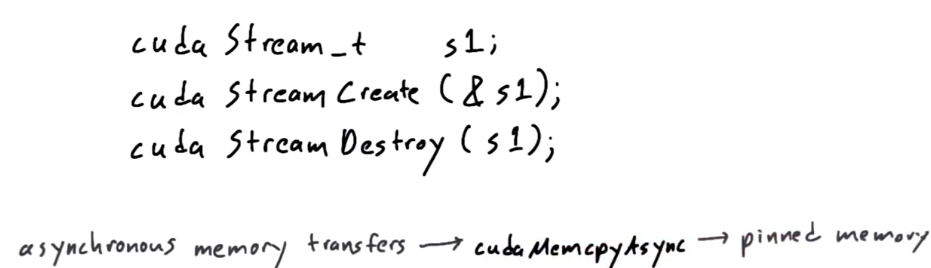 cuda Stream_t s1;
cuda Stream Create (& s1);
cuda Stream Destroy (s1);
asynchronous memory transfers → cudaMemcpyAsync → pinned memory